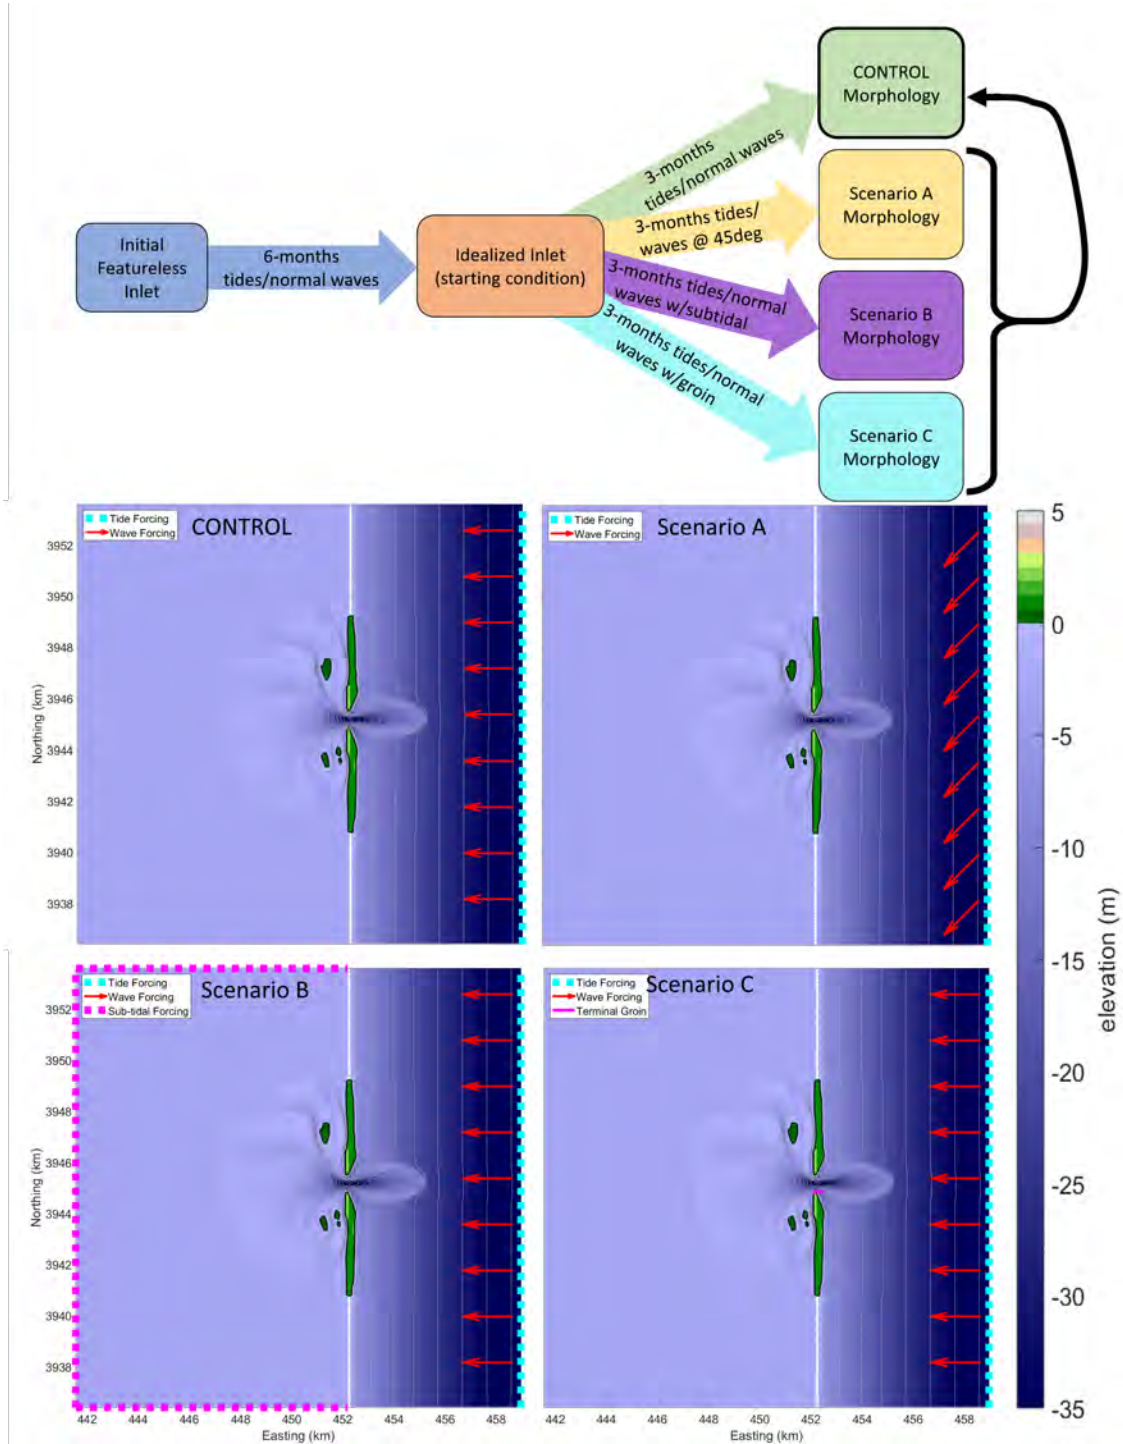 CONTROL
Morphology
3-months
tides/normal waves
Scenario A
Morphology
3-months tides/
waves @ 45deg
Initial
Featureless
Inlet
6-months
tides/normal waves
Idealized Inlet
(starting condition)
3-months tides/normal
waves w/subtidal
Scenario B
Morphology
3-months tides/normal
waves w/groin
Scenario C
Morphology
CONTROL
Tide Forcing
Wave Forcing
3952
3950
3948
3946
3944
3942
3940
3938
Northing (km)
Scenario A
Tide Forcing
Wave Forcing
Scenario B
Tide Forcing
Wave Forcing
Sub-tidal Forcing
3952
3950
3948
3946
3944
3942
3940
3938
Northing (km)
442 444 446 448 450 452 454 456 458
Easting (km)
Scenario C
Tide Forcing
Wave Forcing
Terminal Groin
442 444 446 448 450 452 454 456 458
Easting (km)
5
0
-5
-10
-15
-20
-25
-30
-35
elevation (m)